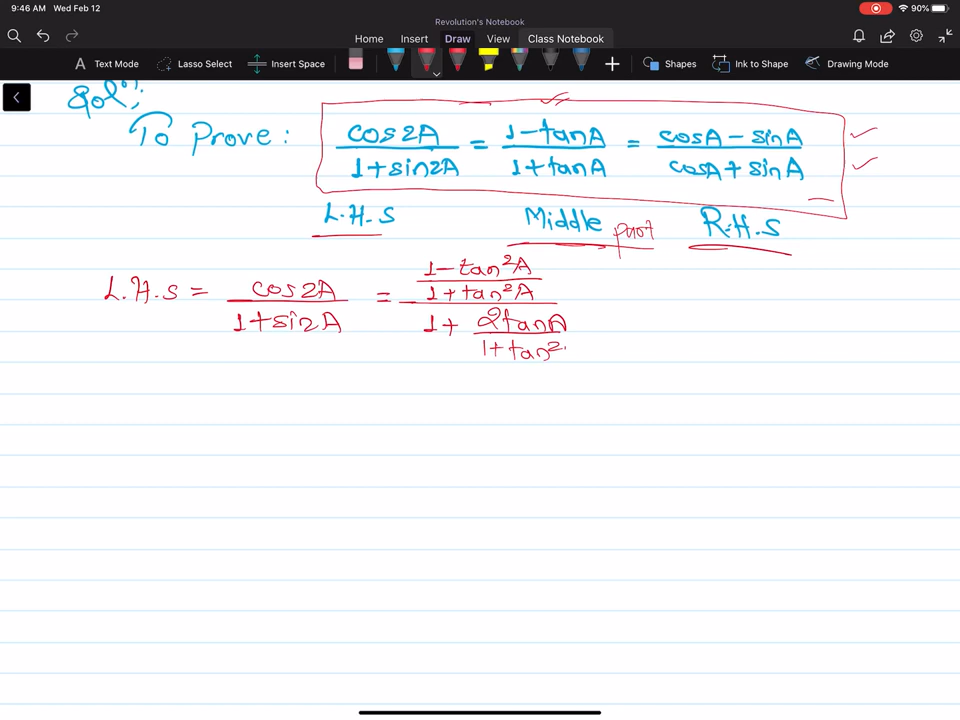 9:46 AM Wed Feb 12
90%
Revolution's Notebook
Home Insert Draw View Class Notebook
Text Mode Lasso Select Insert Space Shapes Ink to Shape Drawing Mode
Solⁿ;
To Prove: cos2A / 1+sin2A = 1-tanA / 1+tanA = cosA-sinA / cosA+sinA
L.H.S Middle part R.H.S
L.H.S = cos2A / 1+sin2A = (1-tan²A / 1+tan²A) / (1+ 2tanA / 1+tan²)